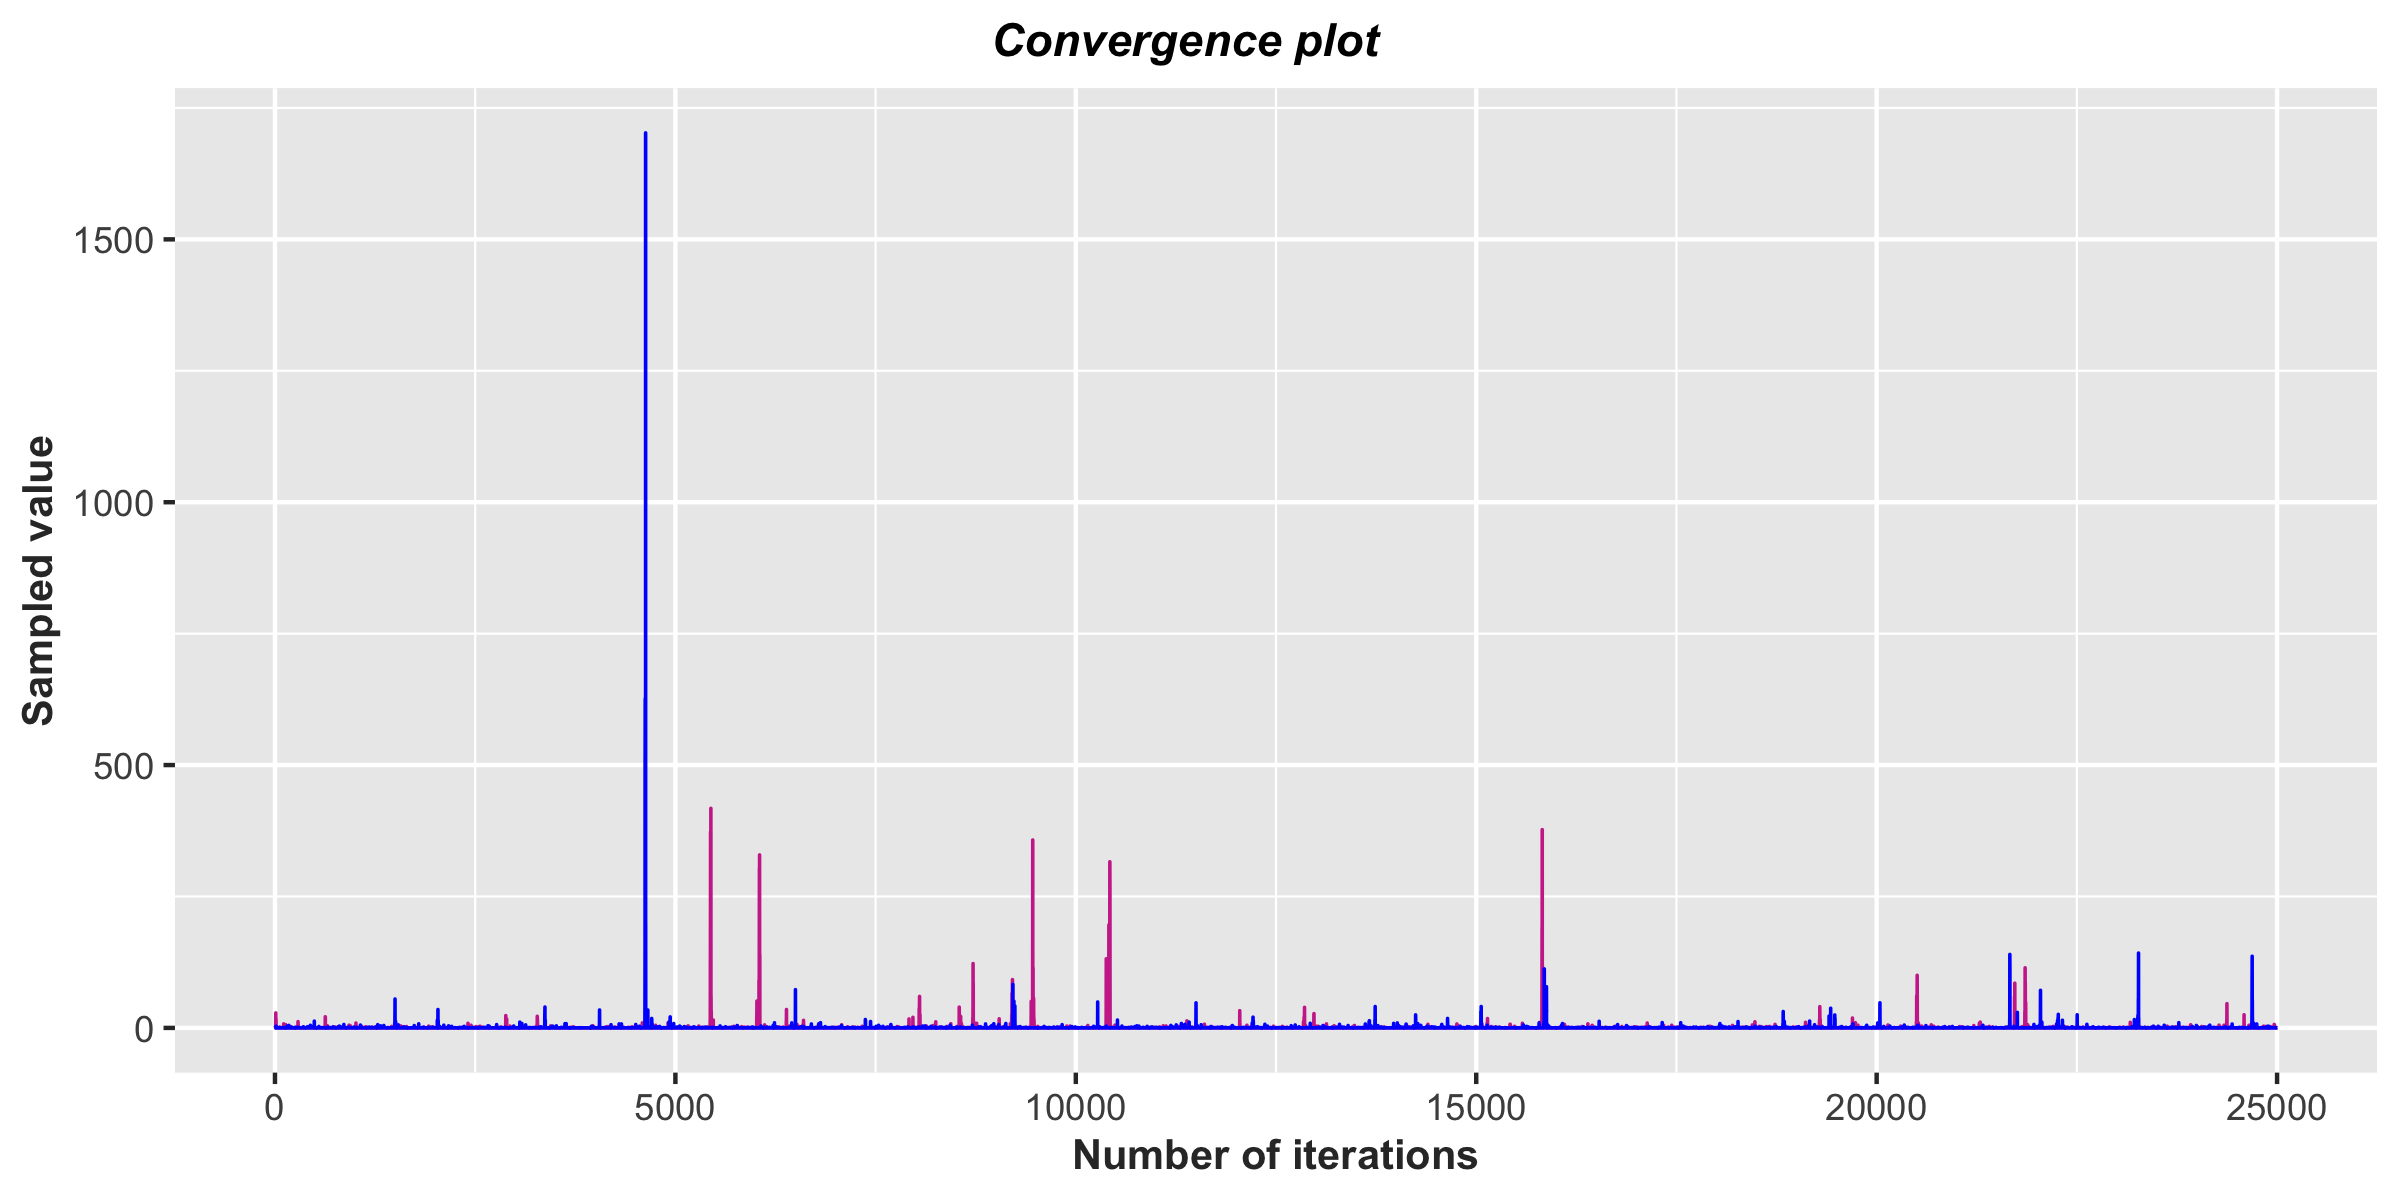 Convergence plot
Sampled value
1500
1000
500
0
0 5000 10000 15000 20000 25000
Number of iterations